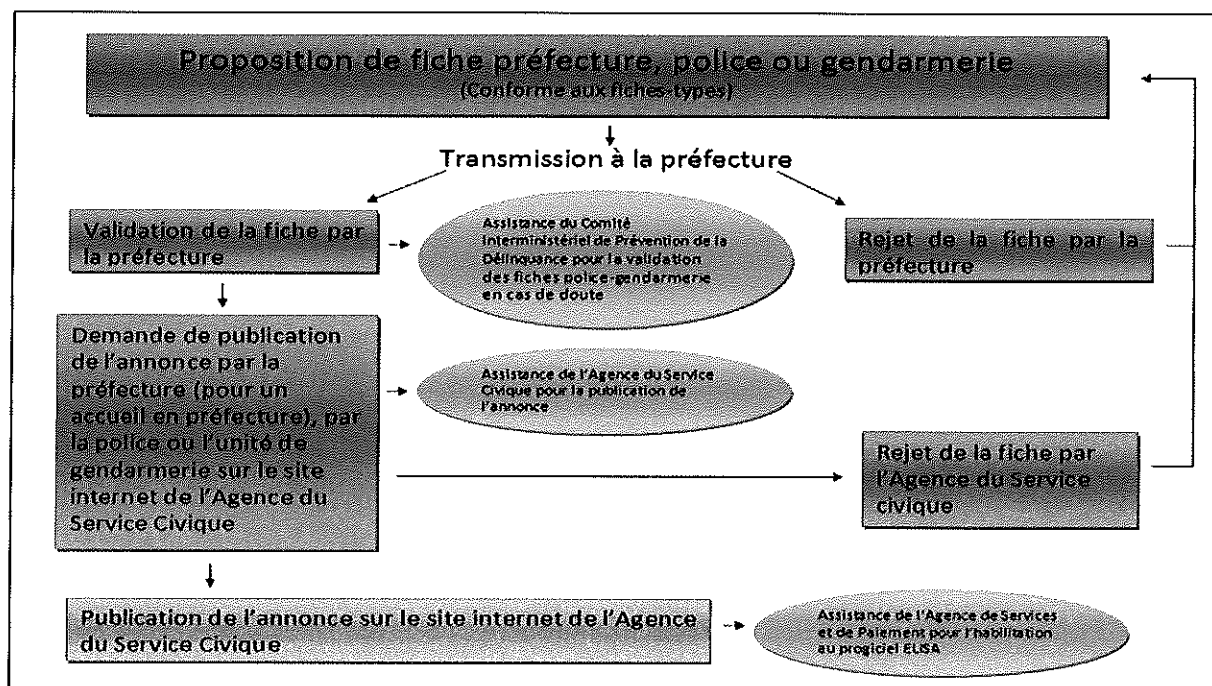 Proposition de fiche préfecture, police ou gendarmerie
(Conforme aux fiches-types)
Transmission à la préfecture
Validation de la fiche par
la préfecture
Assistance du Comité
Interministériel de Prévention de la
Délinquance pour la validation
des fiches police-gendarmerie
en cas de doute
Rejet de la fiche par la
préfecture
Demande de publication
de l'annonce par la
préfecture (pour un
accueil en préfecture), par
la police ou l'unité de
gendarmerie sur le site
internet de l'Agence du
Service Civique
Assistance de l'Agence du Service
Civique pour la publication de
l'annonce
Rejet de la fiche par
l'Agence du Service
civique
Publication de l'annonce sur le site internet de l'Agence
du Service Civique
Assistance de l'Agence de Services
et de Paiement pour l'habilitation
au progiciel ELISA